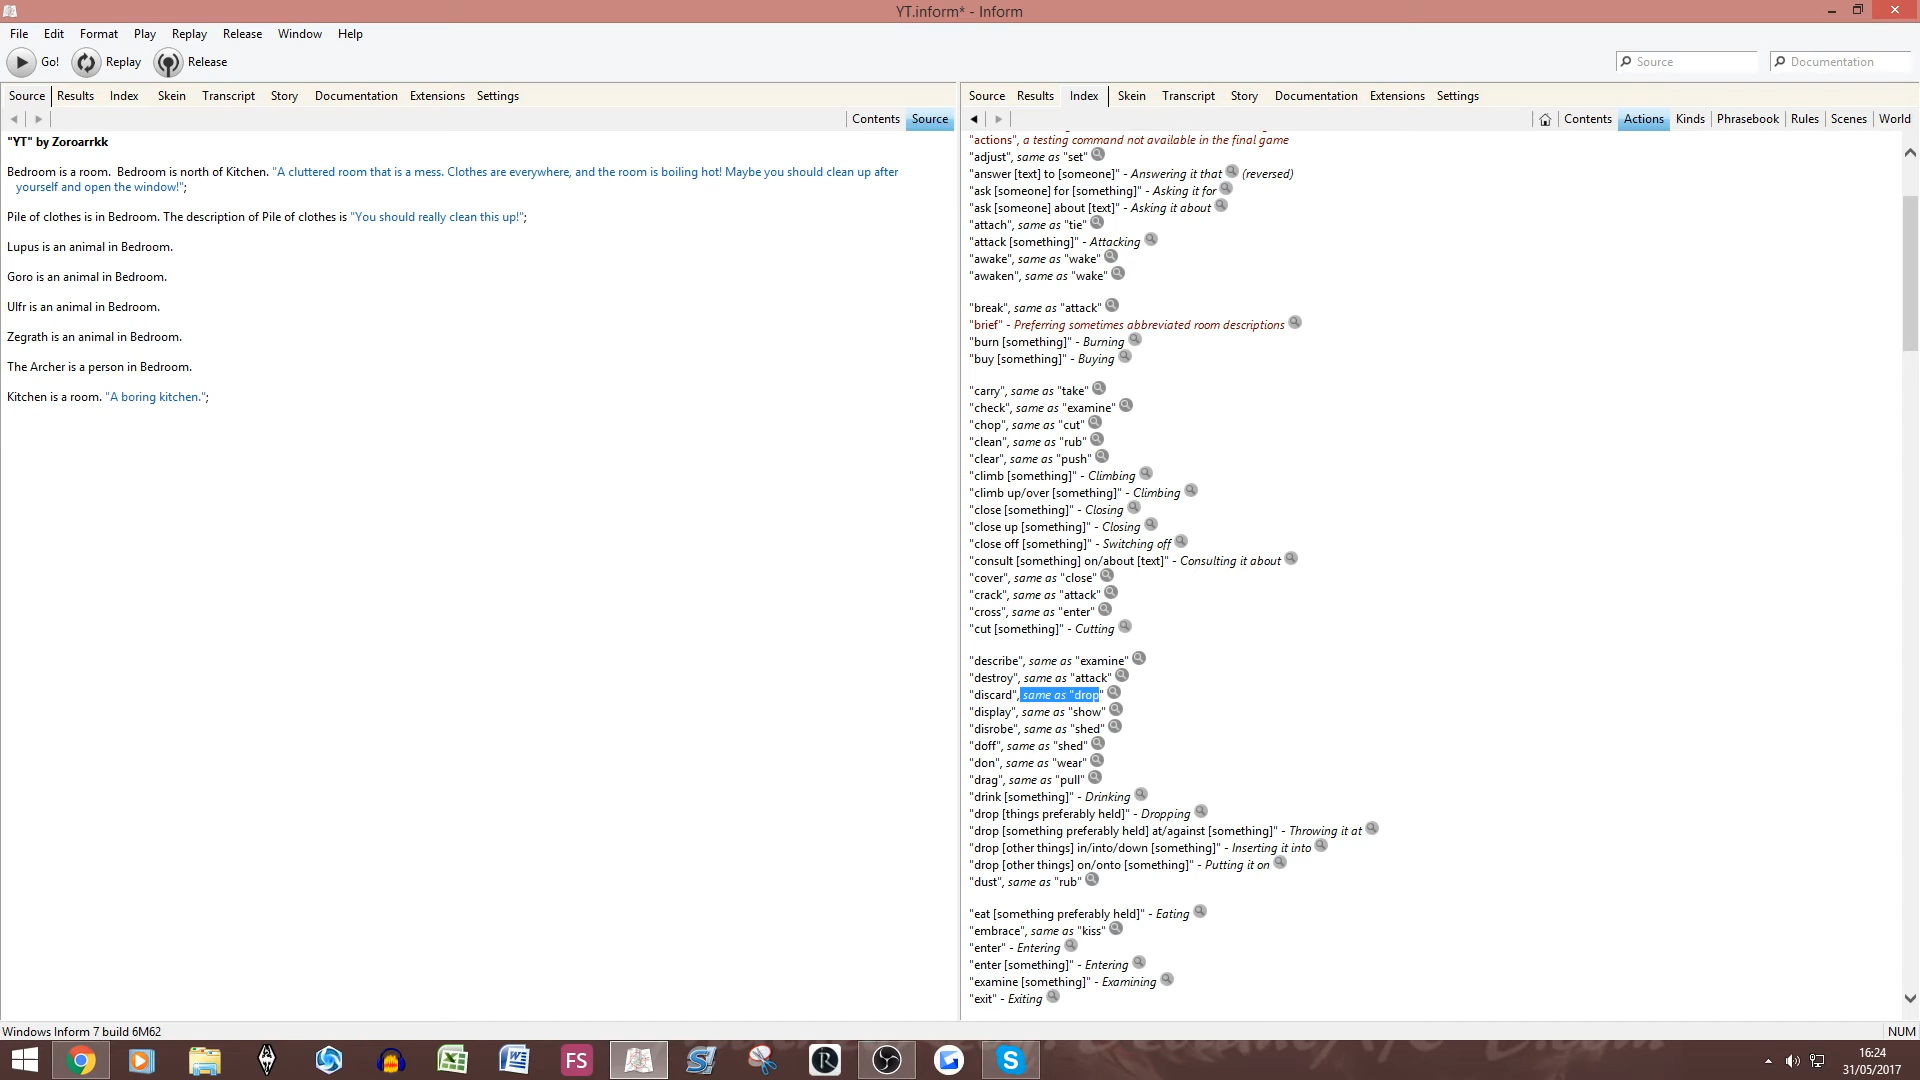 YT.inform* - Inform
File Edit Format Play Replay Release Window Help
Go! Replay Release
Source Documentation
Source Results Index Skein Transcript Story Documentation Extensions Settings
Contents Source
"YT" by Zoroarrkk
Bedroom is a room. Bedroom is north of Kitchen. "A cluttered room that is a mess. Clothes are everywhere, and the room is boiling hot! Maybe you should clean up after
yourself and open the window!";
Pile of clothes is in Bedroom. The description of Pile of clothes is "You should really clean this up!";
Lupus is an animal in Bedroom.
Goro is an animal in Bedroom.
Ulfr is an animal in Bedroom.
Zegrath is an animal in Bedroom.
The Archer is a person in Bedroom.
Kitchen is a room. "A boring kitchen.";
Source Results Index Skein Transcript Story Documentation Extensions Settings
Contents Actions Kinds Phrasebook Rules Scenes World
"actions", a testing command not available in the final game
"adjust", same as "set"
"answer [text] to [someone]" - Answering it that (reversed)
"ask [someone] for [something]" - Asking it for
"ask [someone] about [text]" - Asking it about
"attach", same as "tie"
"attack [something]" - Attacking
"awake", same as "wake"
"awaken", same as "wake"
"break", same as "attack"
"brief" - Preferring sometimes abbreviated room descriptions
"burn [something]" - Burning
"buy [something]" - Buying
"carry", same as "take"
"check", same as "examine"
"chop", same as "cut"
"clean", same as "rub"
"clear", same as "push"
"climb [something]" - Climbing
"climb up/over [something]" - Climbing
"close [something]" - Closing
"close up [something]" - Closing
"close off [something]" - Switching off
"consult [something] on/about [text]" - Consulting it about
"cover", same as "close"
"crack", same as "attack"
"cross", same as "enter"
"cut [something]" - Cutting
"describe", same as "examine"
"destroy", same as "attack"
"discard", same as "drop"
"display", same as "show"
"disrobe", same as "shed"
"doff", same as "shed"
"don", same as "wear"
"drag", same as "pull"
"drink [something]" - Drinking
"drop [things preferably held]" - Dropping
"drop [something preferably held] at/against [something]" - Throwing it at
"drop [other things] in/into/down [something]" - Inserting it into
"drop [other things] on/onto [something]" - Putting it on
"dust", same as "rub"
"eat [something preferably held]" - Eating
"embrace", same as "kiss"
"enter" - Entering
"enter [something]" - Entering
"examine [something]" - Examining
"exit" - Exiting
Windows Inform 7 build 6M62
NUM
FS
R
S
16:24
31/05/2017